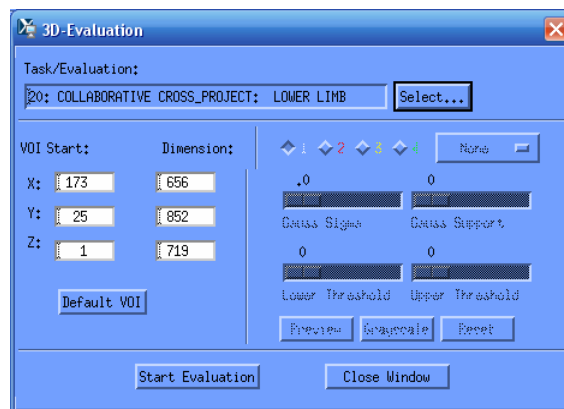 3D-Evaluation
Task/Evaluation:
20: COLLABORATIVE CROSS_PROJECT: LOWER LIMB
Select...
VOI Start: Dimension:
X: 173 656
Y: 25 852
Z: 1 719
Default VOI
1 2 3 4 None
.0 0
Gauss Sigma Gauss Support
0 0
Lower Threshold Upper Threshold
Preview Grayscale Reset
Start Evaluation Close Window